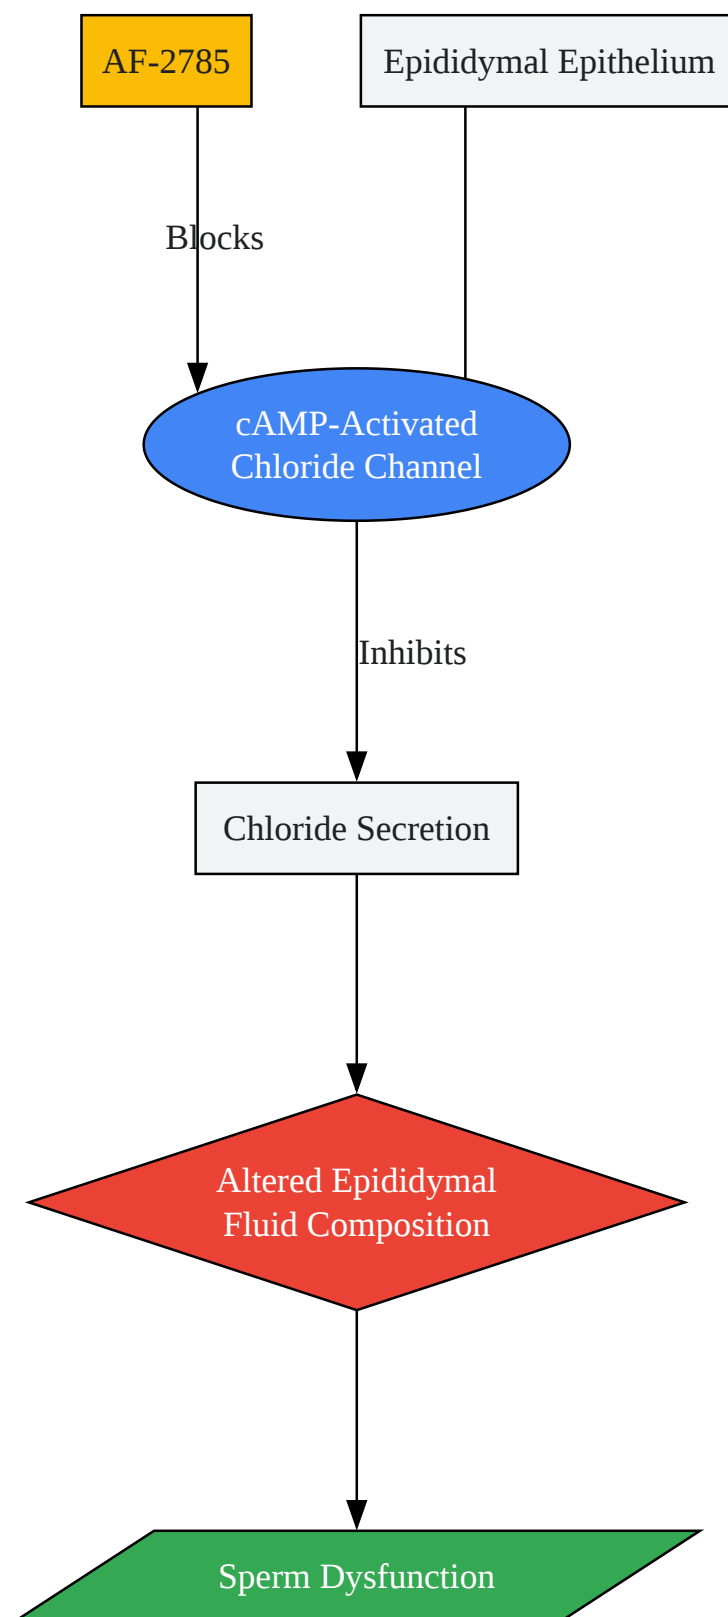 AF-2785
Epididymal Epithelium
Blocks
cAMP-Activated
Chloride Channel
Inhibits
Chloride Secretion
Altered Epididymal
Fluid Composition
Sperm Dysfunction